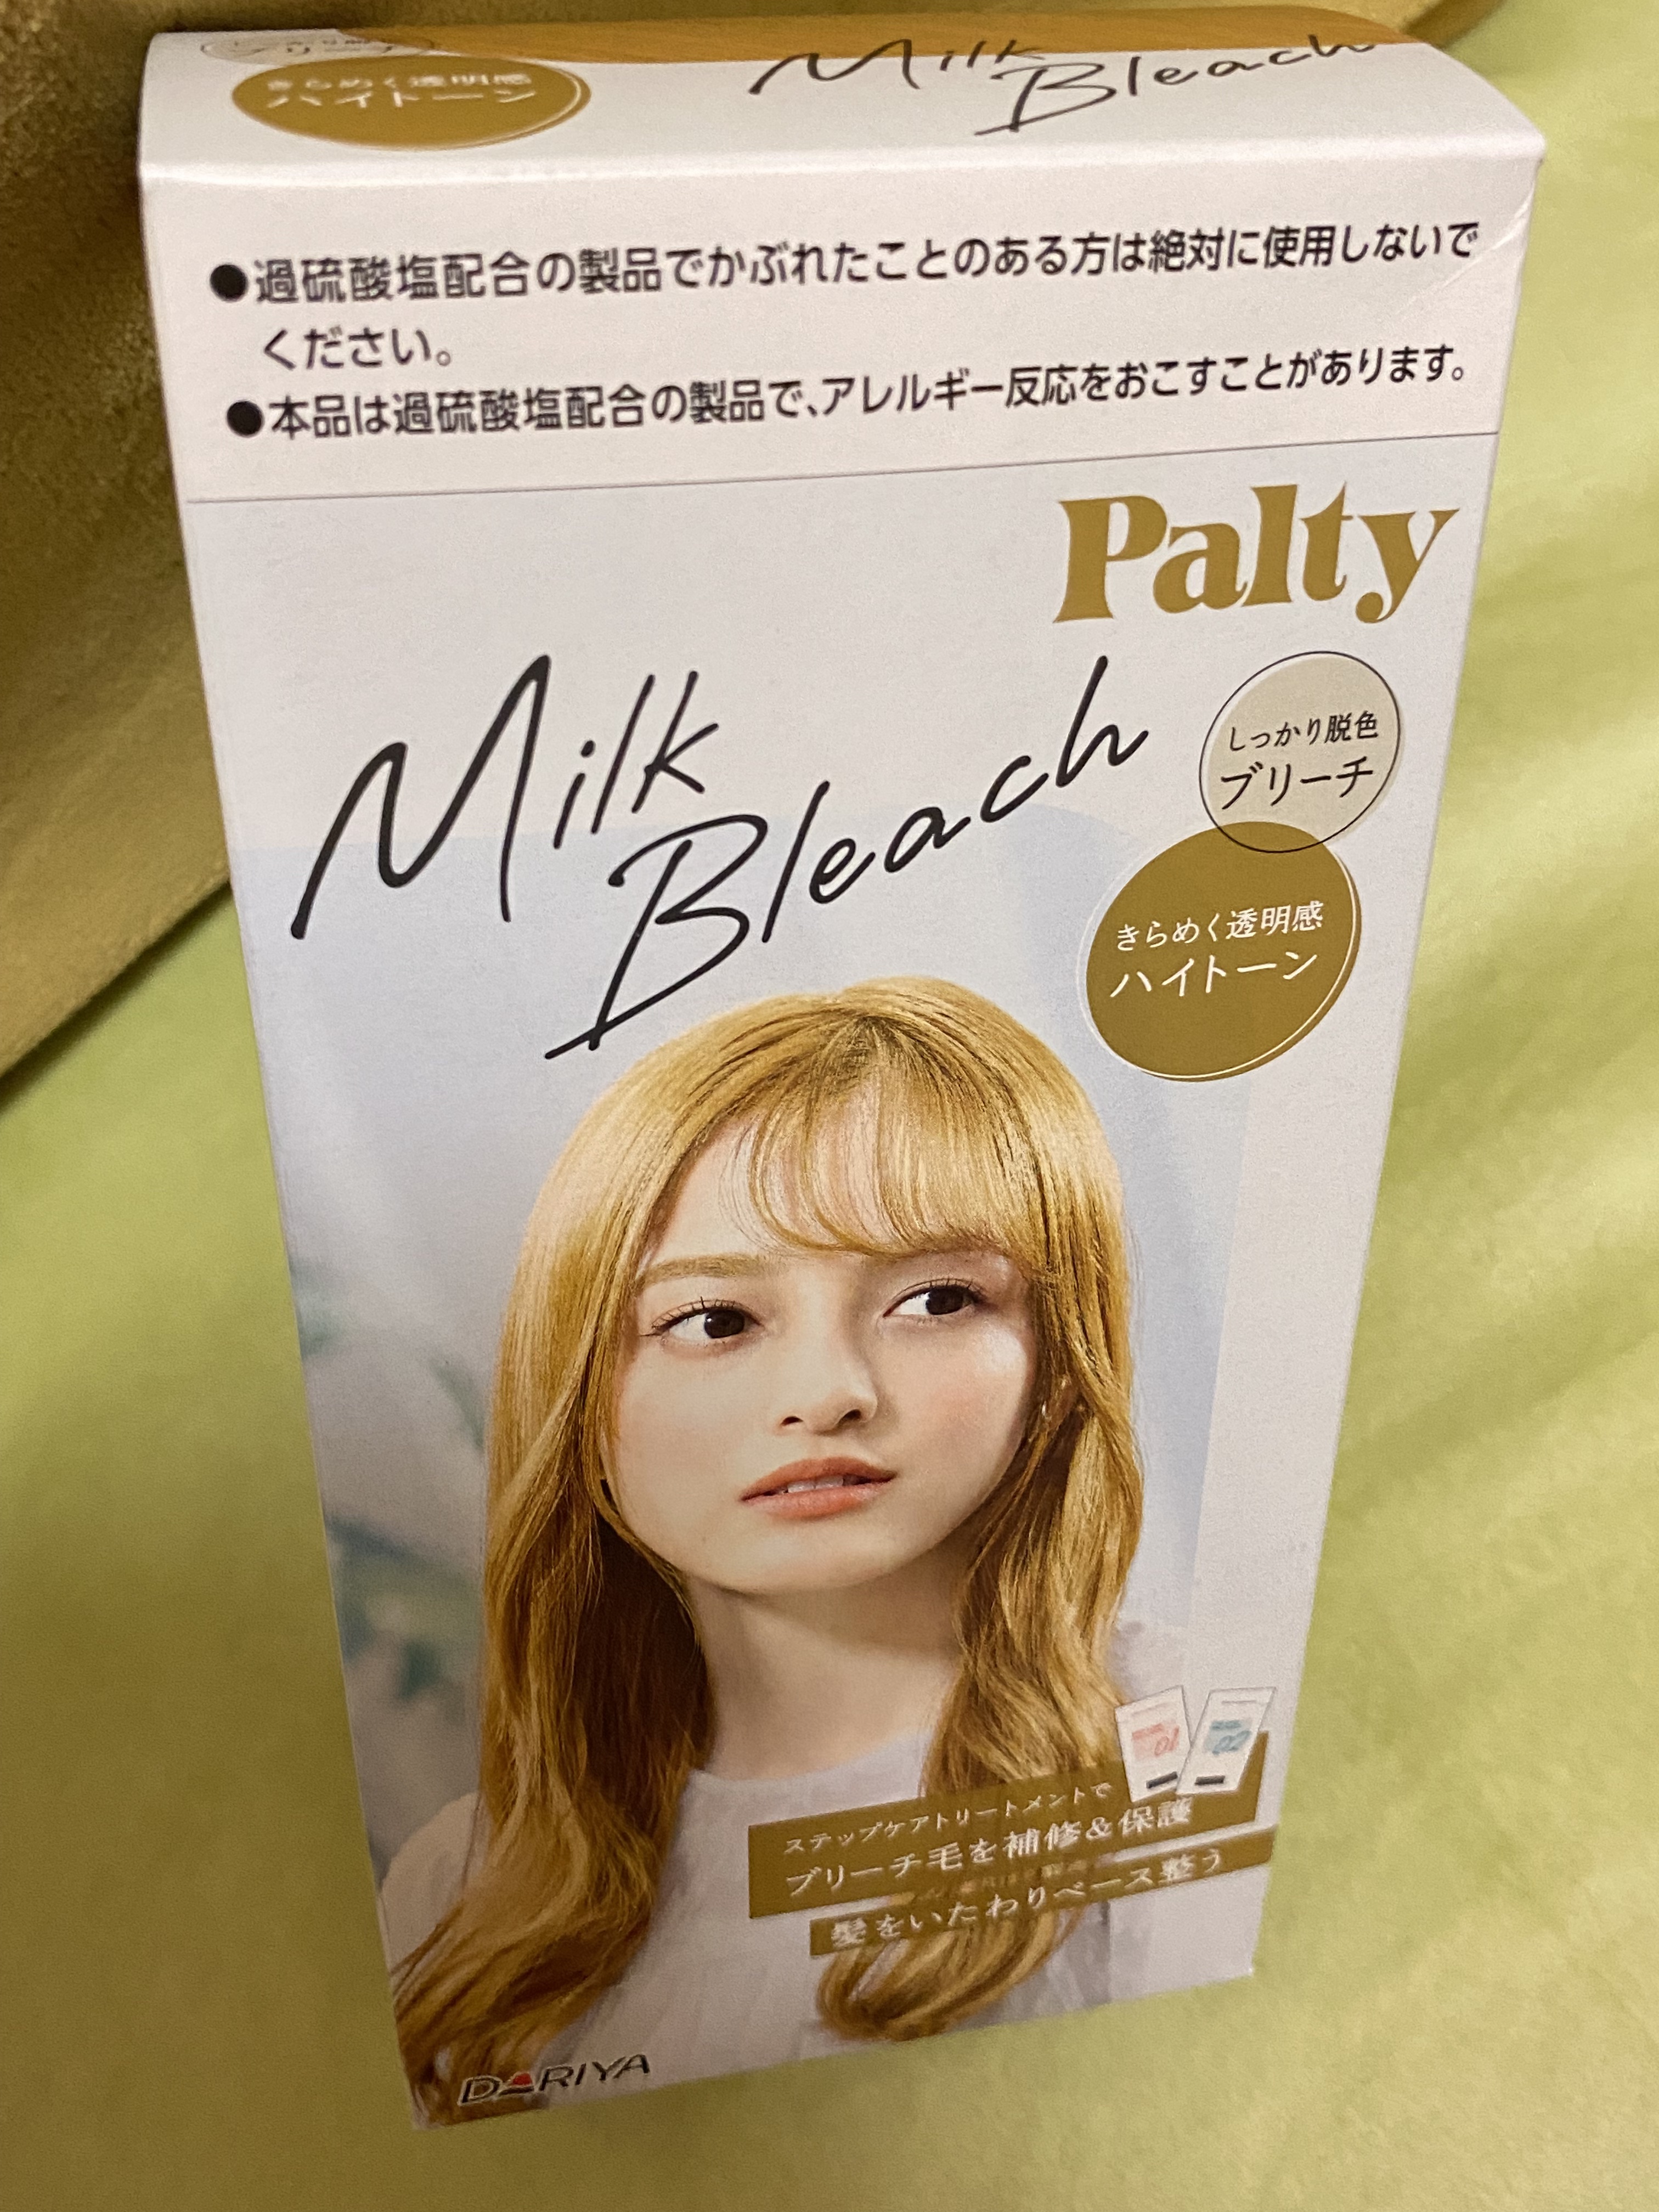 きらめく透明感
ハイトーン
Milk
Bleach
●過硫酸塩配合の製品でかぶれたことのある方は絶対に使用しないで
ください。
●本品は過硫酸塩配合の製品で、アレルギー反応をおこすことがあります。
Palty
Milk
Bleach
しっかり脱色
ブリーチ
きらめく透明感
ハイトーン
01
02
ステップケアトリートメントで
ブリーチ毛を補修&保護
髪をいたわりベース整う
DARIYA